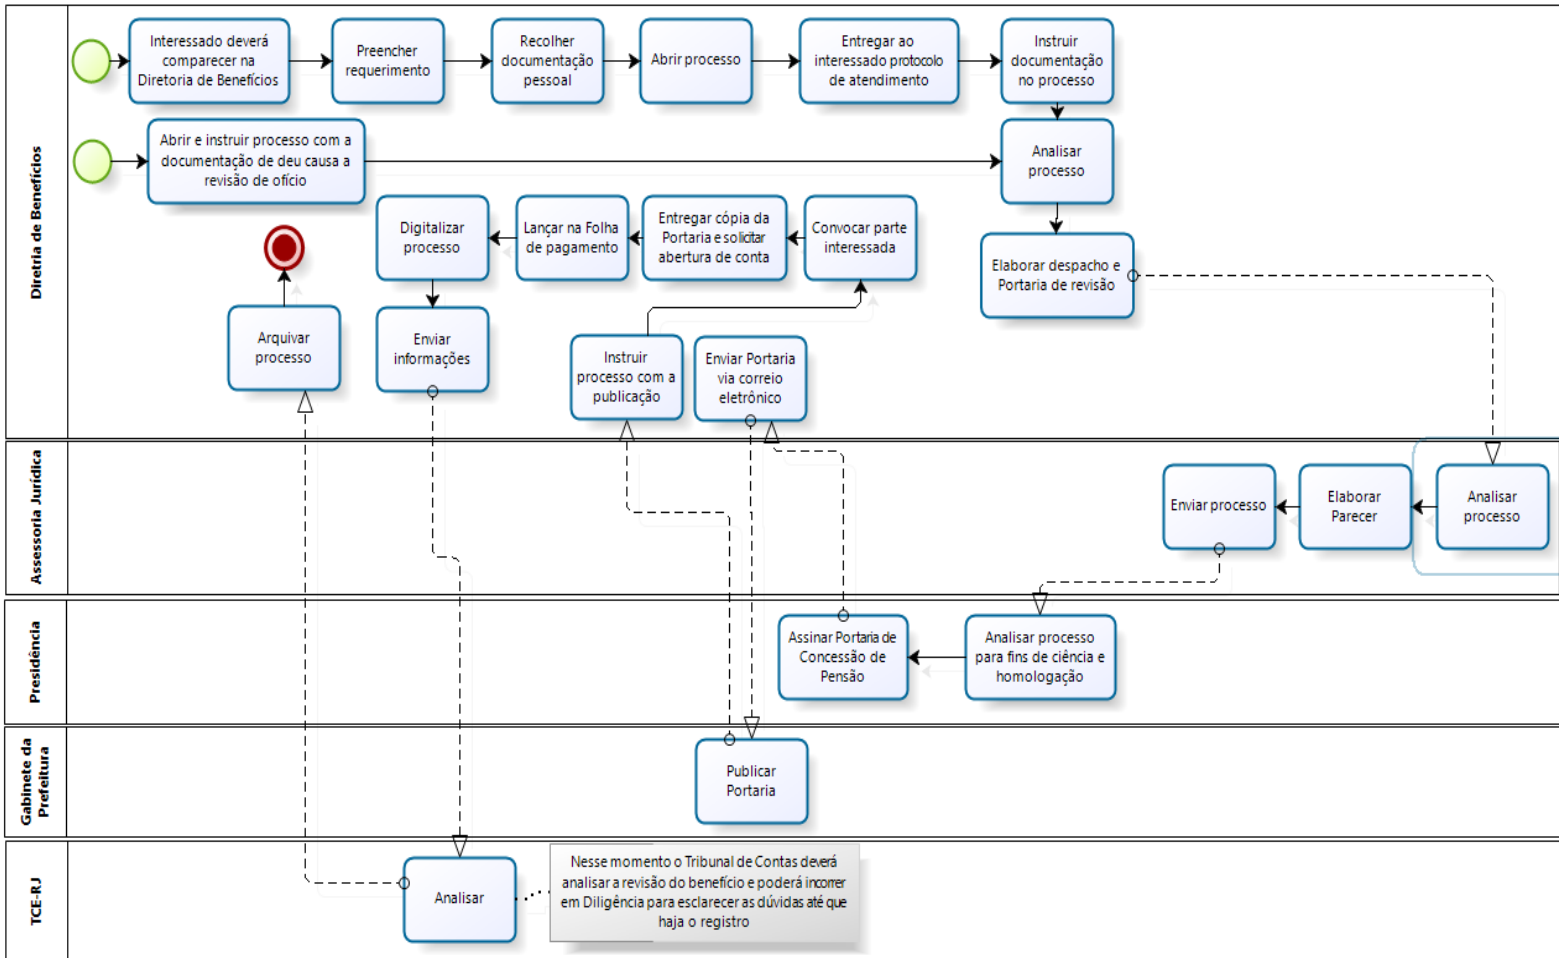 Diretria de Benefícios
Interessado deverá
comparecer na
Diretoria de Benefícios
Preencher
requerimento
Recolher
documentação
pessoal
Abrir processo
Entregar ao
interessado protocolo
de atendimento
Instruir
documentação
no processo
Abrir e instruir processo com a
documentação de deu causa a
revisão de ofício
Analisar
processo
Digitalizar
processo
Lançar na Folha
de pagamento
Entregar cópia da
Portaria e solicitar
abertura de conta
Convocar parte
interessada
Elaborar despacho e
Portaria de revisão
Arquivar
processo
Enviar
informações
Instruir
processo com a
publicação
Enviar Portaria
via correio
eletrônico
Assessoria Jurídica
Enviar processo
Elaborar
Parecer
Analisar
processo
Presidência
Assinar Portaria de
Concessão de
Pensão
Analisar processo
para fins de ciência e
homologação
Gabinete da
Prefeitura
Publicar
Portaria
TCE-RJ
Analisar
Nesse momento o Tribunal de Contas deverá
analisar a revisão do benefício e poderá incorrer
em Diligência para esclarecer as dúvidas até que
haja o registro